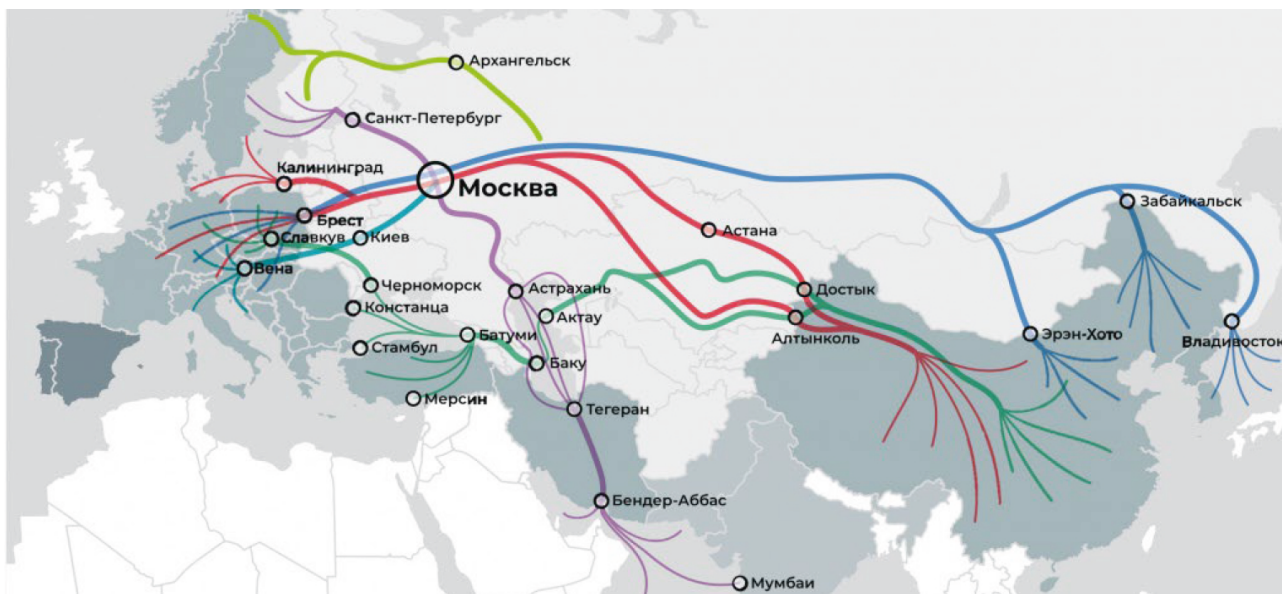 Архангельск
Санкт-Петербург
Калининград
Москва
Забайкальск
Брест
Астана
Славкув
Киев
Вена
Черноморск
Астрахань
Достык
Констанца
Актау
Алтынколь
Эрэн-Хото
Владивосток
Стамбул
Батуми
Баку
Мерсин
Тегеран
Бендер-Аббас
Мумбаи